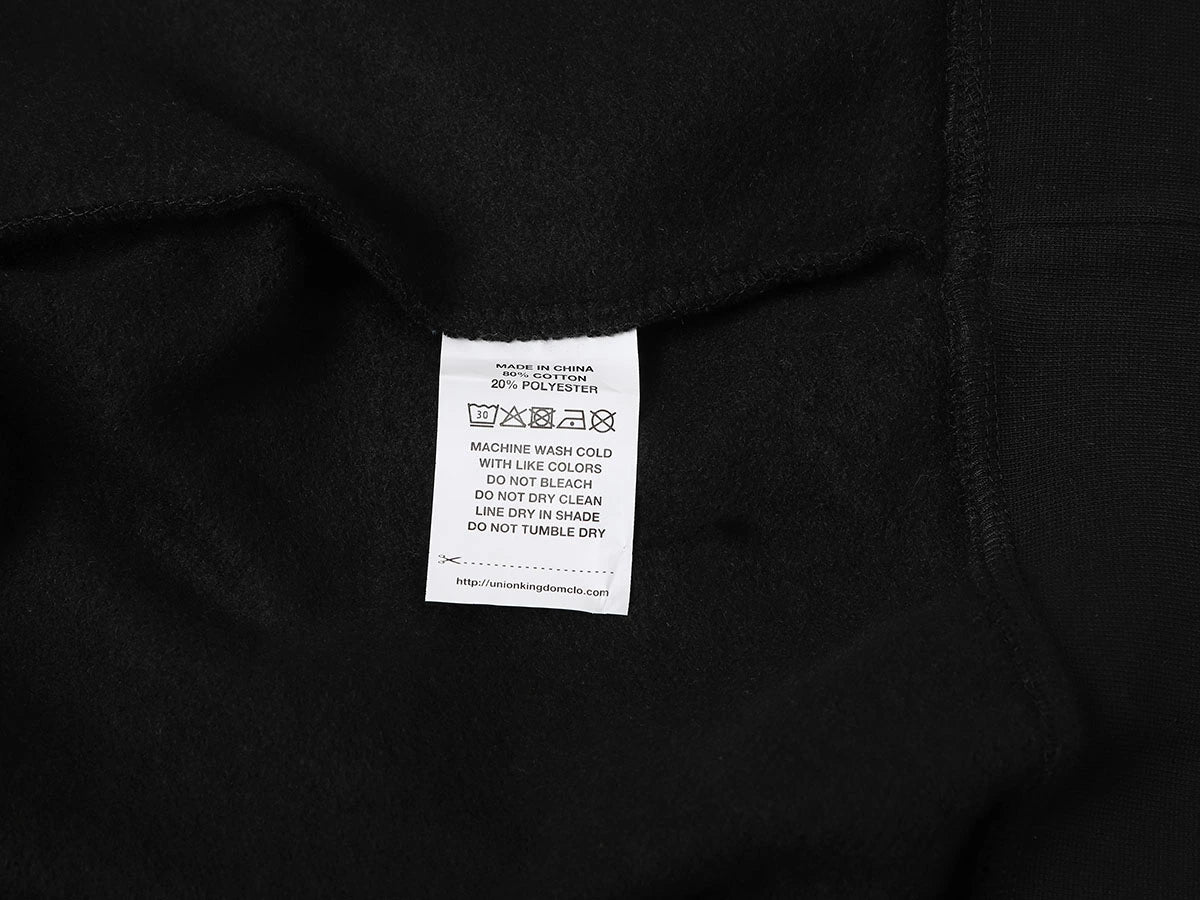 MADE IN CHINA
80% COTTON
20% POLYESTER
30
MACHINE WASH COLD
WITH LIKE COLORS
DO NOT BLEACH
DO NOT DRY CLEAN
LINE DRY IN SHADE
DO NOT TUMBLE DRY
http://unionkingdomclo.com